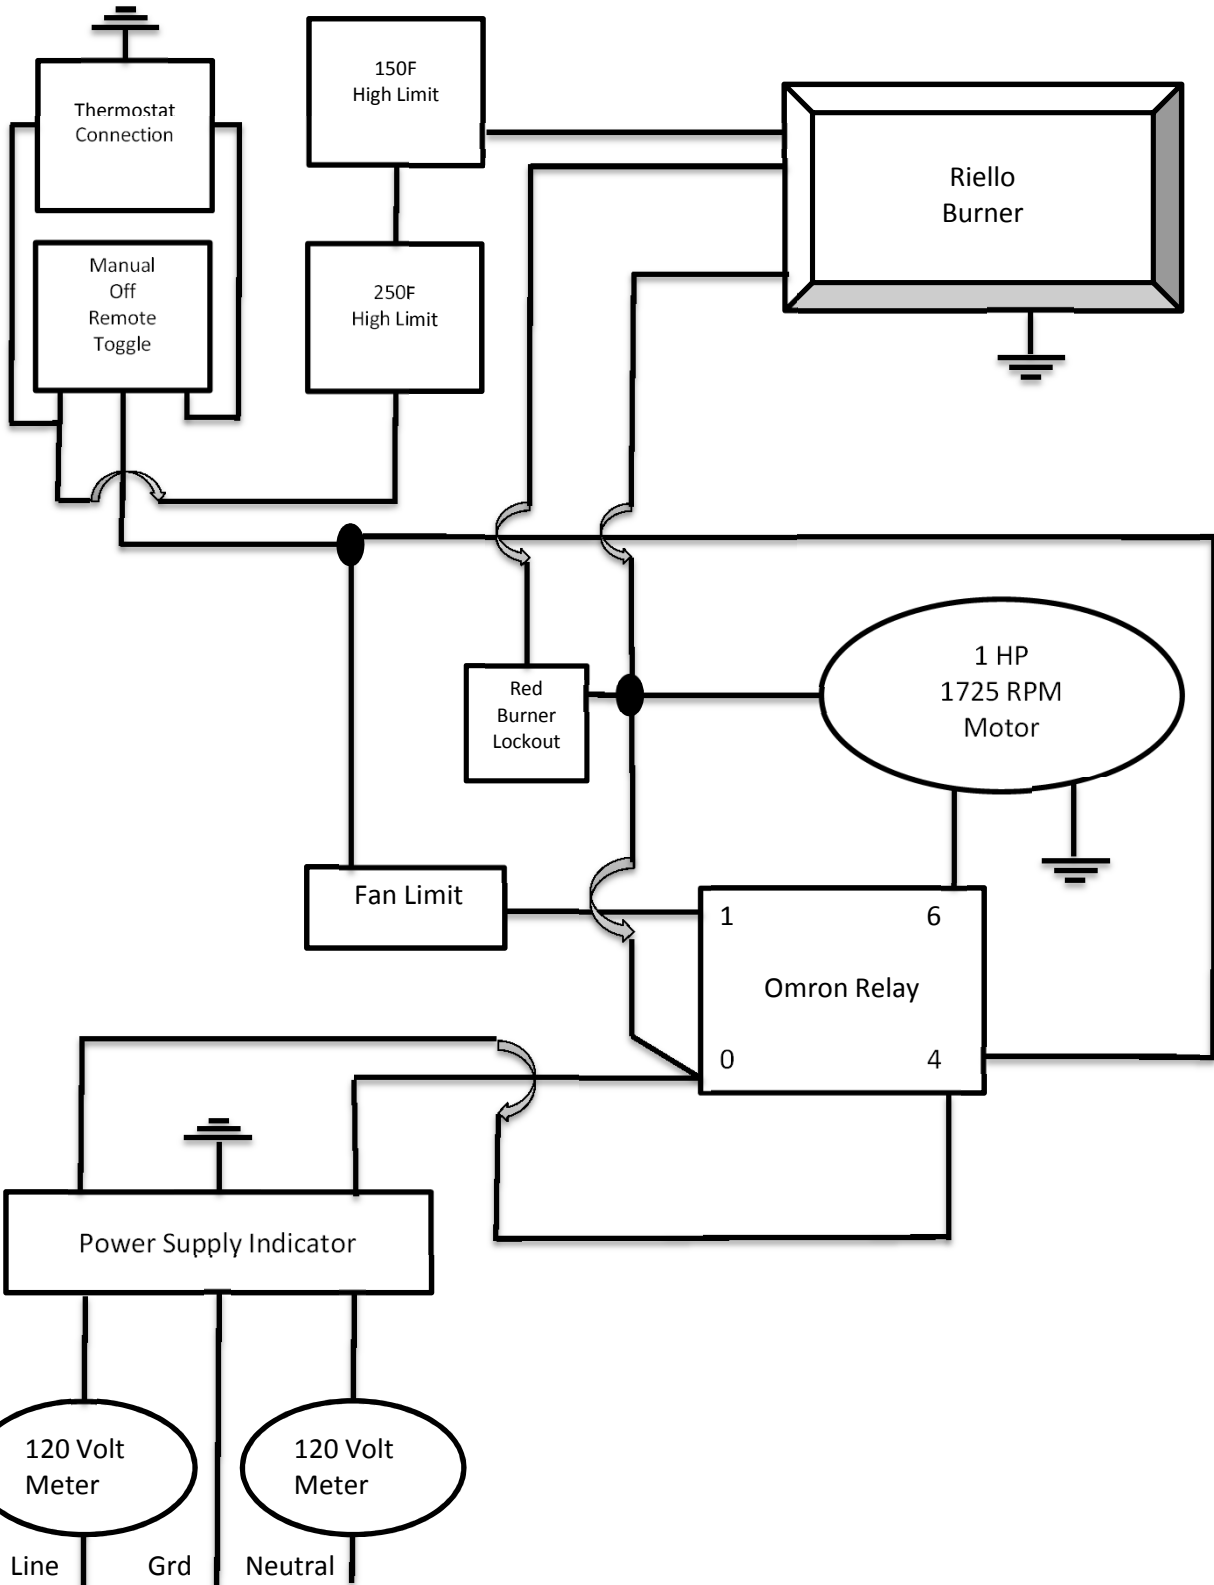 Thermostat
Connection
150F
High Limit
Riello
Burner
Manual
Off
Remote
Toggle
250F
High Limit
1 HP
1725 RPM
Motor
Red
Burner
Lockout
Fan Limit
1
6
Omron Relay
0
4
Power Supply Indicator
120 Volt
Meter
120 Volt
Meter
Line
Grd
Neutral